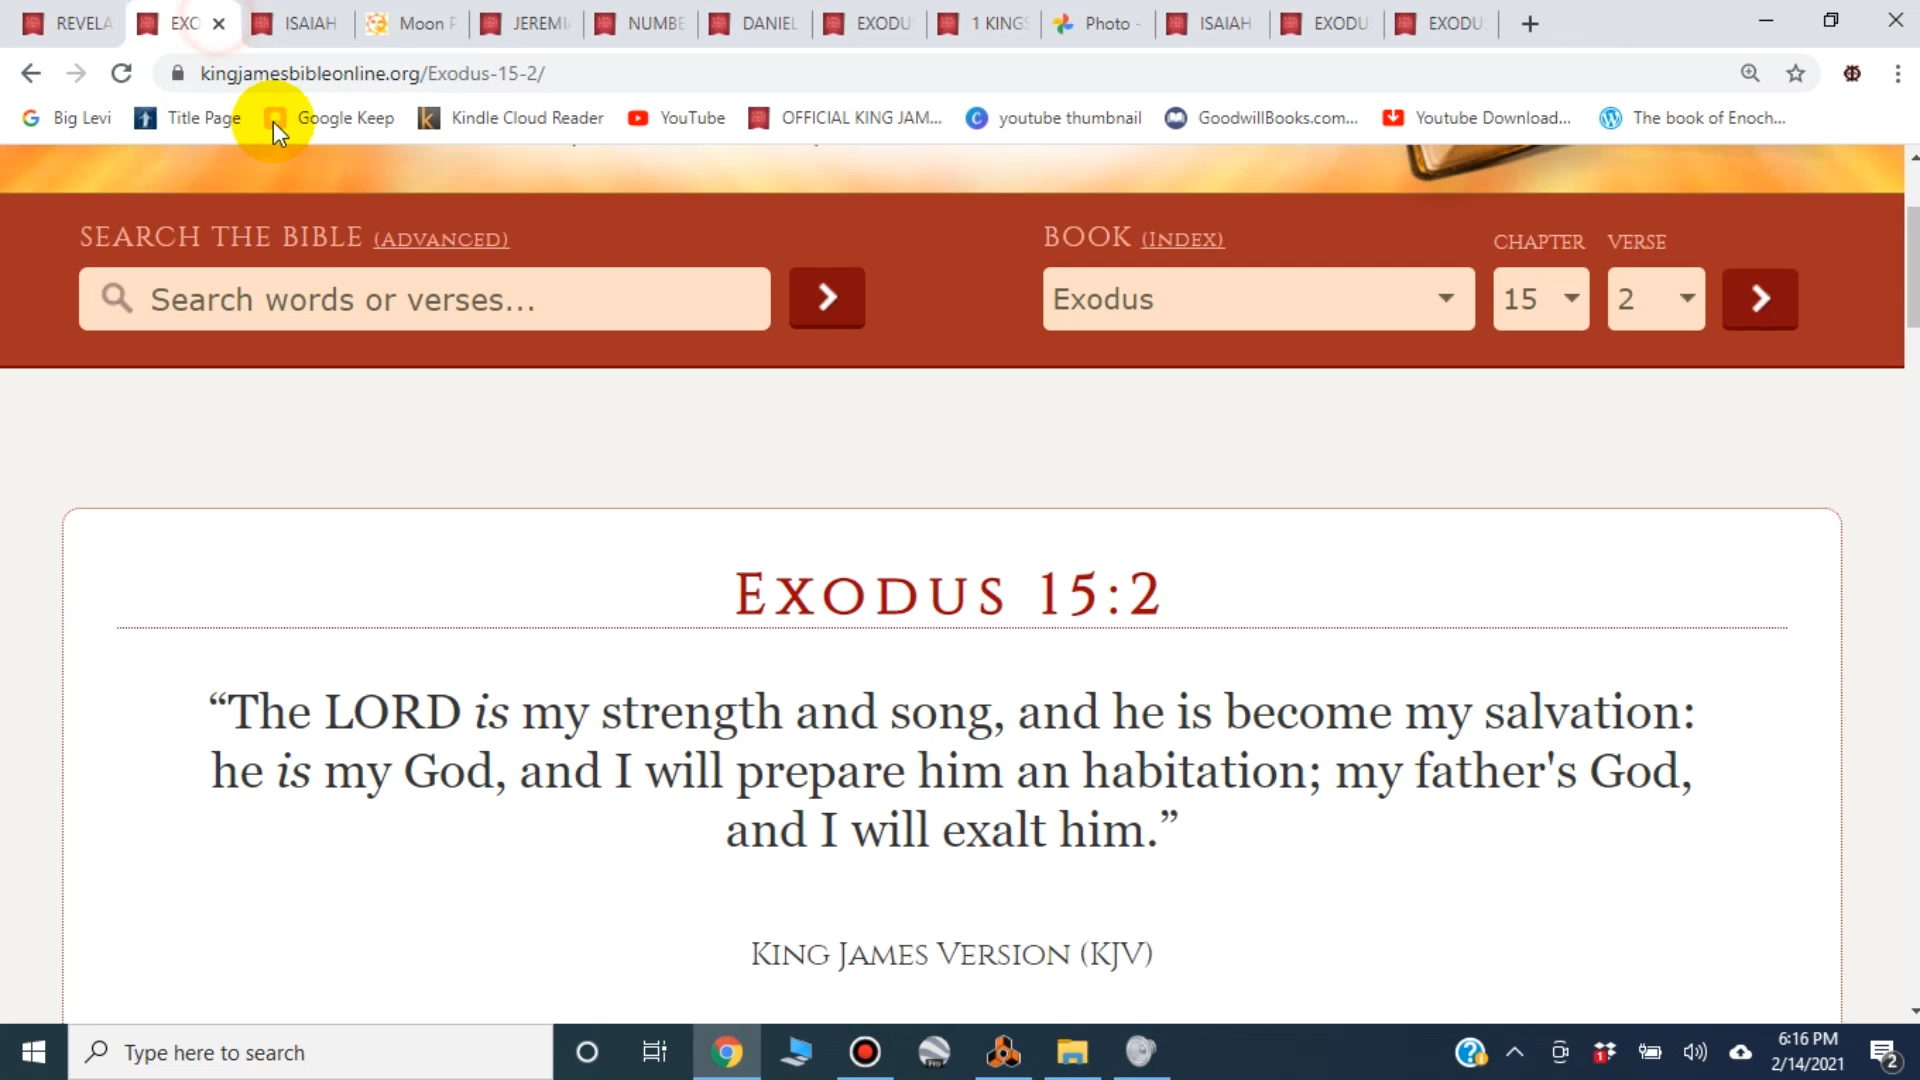 REVELA EXO ISAIAH Moon P JEREMI NUMBE DANIEL EXODU 1 KINGS Photo - ISAIAH EXODU EXODU
kingjamesbibleonline.org/Exodus-15-2/
Big Levi Title Page Google Keep Kindle Cloud Reader YouTube OFFICIAL KING JAM... youtube thumbnail GoodwillBooks.com... Youtube Download... The book of Enoch...
SEARCH THE BIBLE (ADVANCED) BOOK (INDEX) CHAPTER VERSE
Search words or verses... Exodus 15 2
EXODUS 15:2
“The LORD is my strength and song, and he is become my salvation:
he is my God, and I will prepare him an habitation; my father's God,
and I will exalt him.”
KING JAMES VERSION (KJV)
Type here to search
6:16 PM
2/14/2021
2